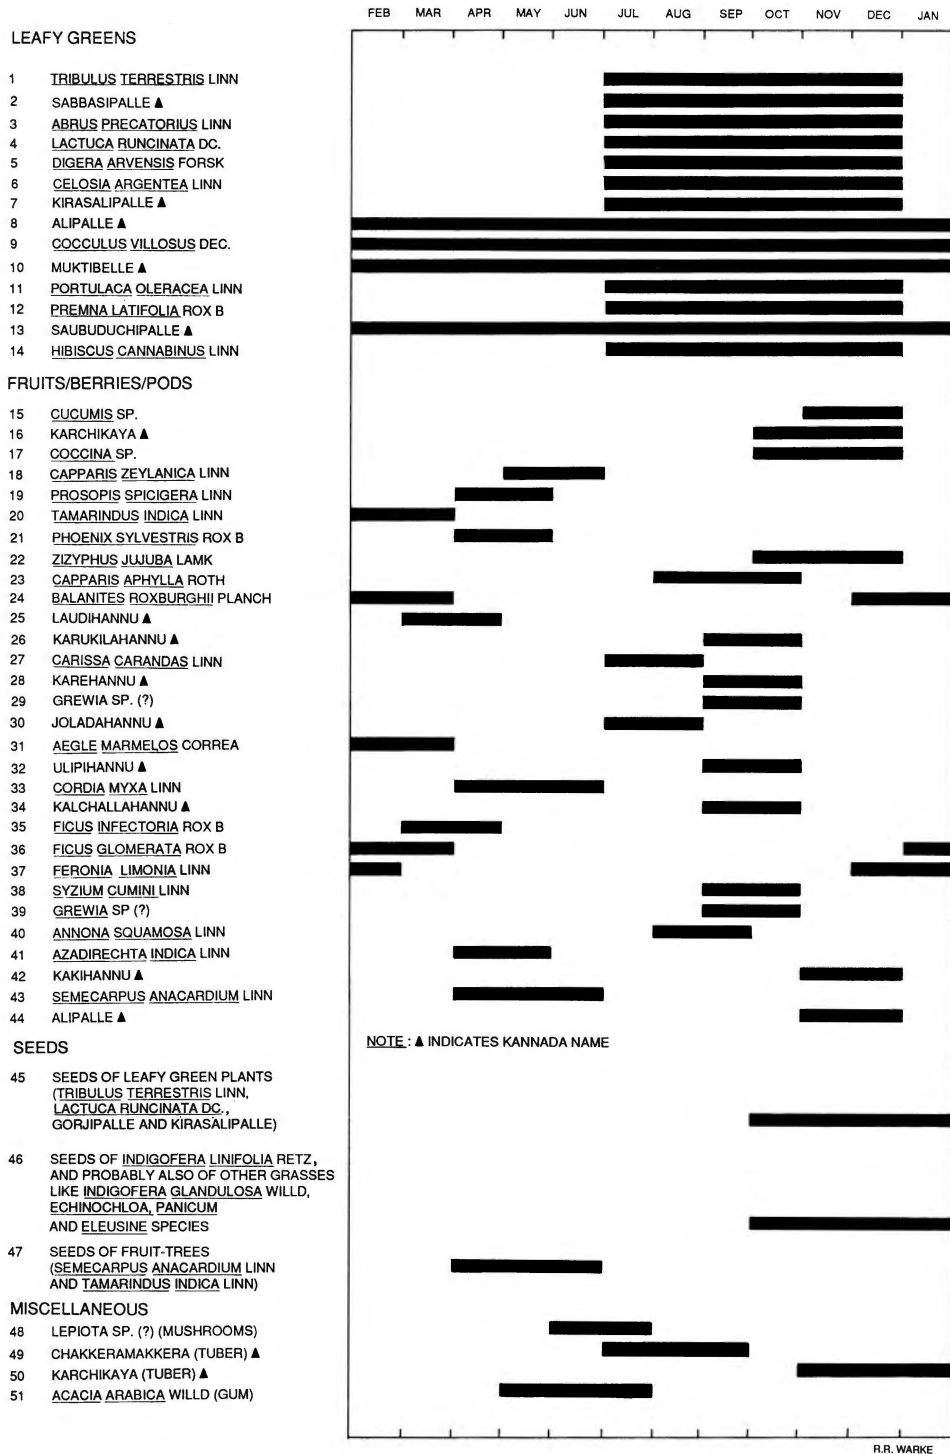 FEB MAR APR MAY JUN JUL AUG SEP OCT NOV DEC JAN
LEAFY GREENS
1 TRIBULUS TERRESTRIS LINN
2 SABBASIPALLE ▲
3 ABRUS PRECATORIUS LINN
4 LACTUCA RUNCINATA DC.
5 DIGERA ARVENSIS FORSK
6 CELOSIA ARGENTEA LINN
7 KIRASALIPALLE ▲
8 ALIPALLE ▲
9 COCCULUS VILLOSUS DEC.
10 MUKTIBELLE ▲
11 PORTULACA OLERACEA LINN
12 PREMNA LATIFOLIA ROX B
13 SAUBUDUCHIPALLE ▲
14 HIBISCUS CANNABINUS LINN
FRUITS/BERRIES/PODS
15 CUCUMIS SP.
16 KARCHIKAYA ▲
17 COCCINA SP.
18 CAPPARIS ZEYLANICA LINN
19 PROSOPIS SPICIGERA LINN
20 TAMARINDUS INDICA LINN
21 PHOENIX SYLVESTRIS ROX B
22 ZIZYPHUS JUJUBA LAMK
23 CAPPARIS APHYLLA ROTH
24 BALANITES ROXBURGHII PLANCH
25 LAUDIHANNU ▲
26 KARUKILAHANNU ▲
27 CARISSA CARANDAS LINN
28 KAREHANNU ▲
29 GREWIA SP. (?)
30 JOLADAHANNU ▲
31 AEGLE MARMELOS CORREA
32 ULIPIHANNU ▲
33 CORDIA MYXA LINN
34 KALCHALLAHANNU ▲
35 FICUS INFECTORIA ROX B
36 FICUS GLOMERATA ROX B
37 FERONIA LIMONIA LINN
38 SYZIUM CUMINI LINN
39 GREWIA SP (?)
40 ANNONA SQUAMOSA LINN
41 AZADIRECHTA INDICA LINN
42 KAKIHANNU ▲
43 SEMECARPUS ANACARDIUM LINN
44 ALIPALLE ▲
NOTE : ▲ INDICATES KANNADA NAME
SEEDS
45 SEEDS OF LEAFY GREEN PLANTS
(TRIBULUS TERRESTRIS LINN,
LACTUCA RUNCINATA DC.,
GORJIPALLE AND KIRASALIPALLE)
46 SEEDS OF INDIGOFERA LINIFOLIA RETZ,
AND PROBABLY ALSO OF OTHER GRASSES
LIKE INDIGOFERA GLANDULOSA WILLD,
ECHINOCHLOA, PANICUM
AND ELEUSINE SPECIES
47 SEEDS OF FRUIT-TREES
(SEMECARPUS ANACARDIUM LINN
AND TAMARINDUS INDICA LINN)
MISCELLANEOUS
48 LEPIOTA SP. (?) (MUSHROOMS)
49 CHAKKERAMAKKERA (TUBER) ▲
50 KARCHIKAYA (TUBER) ▲
51 ACACIA ARABICA WILLD (GUM)
R.R. WARKE